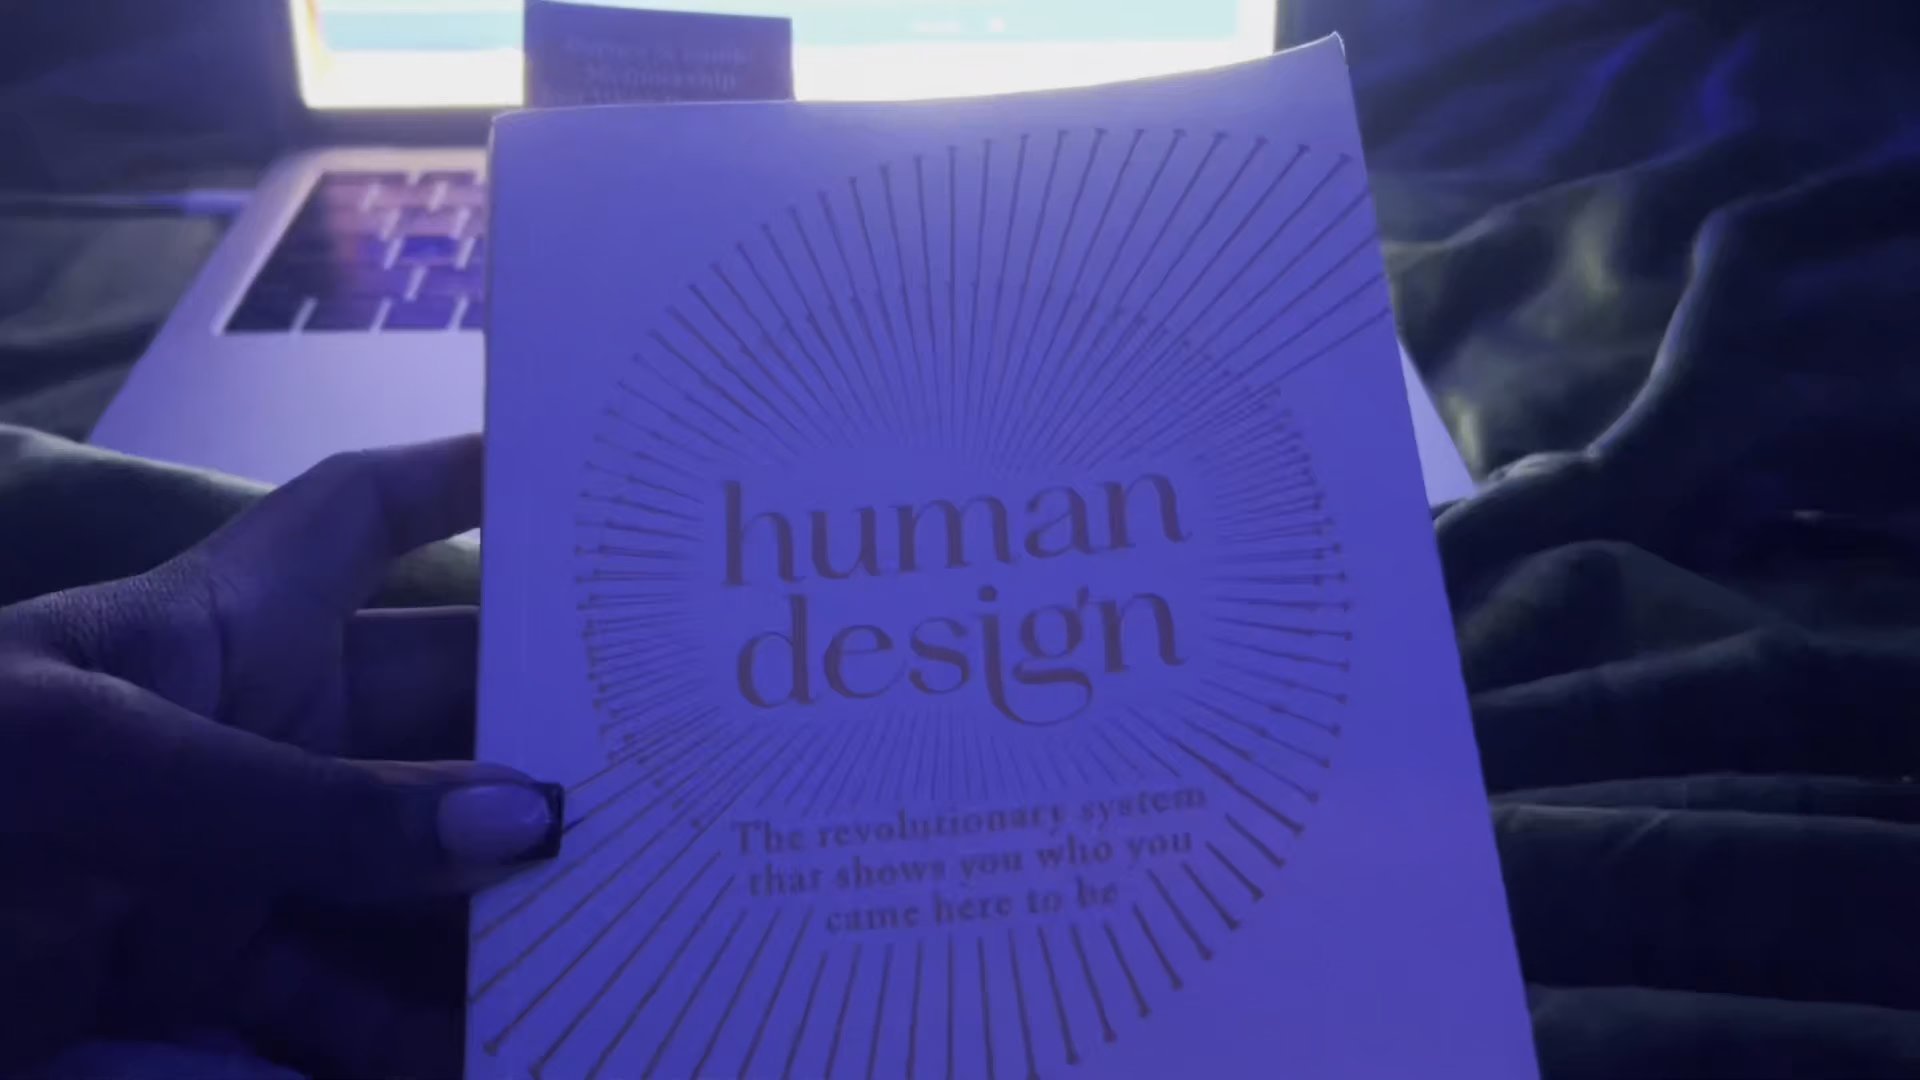 human
design
The revolutionary system
that shows you who you
came here to be